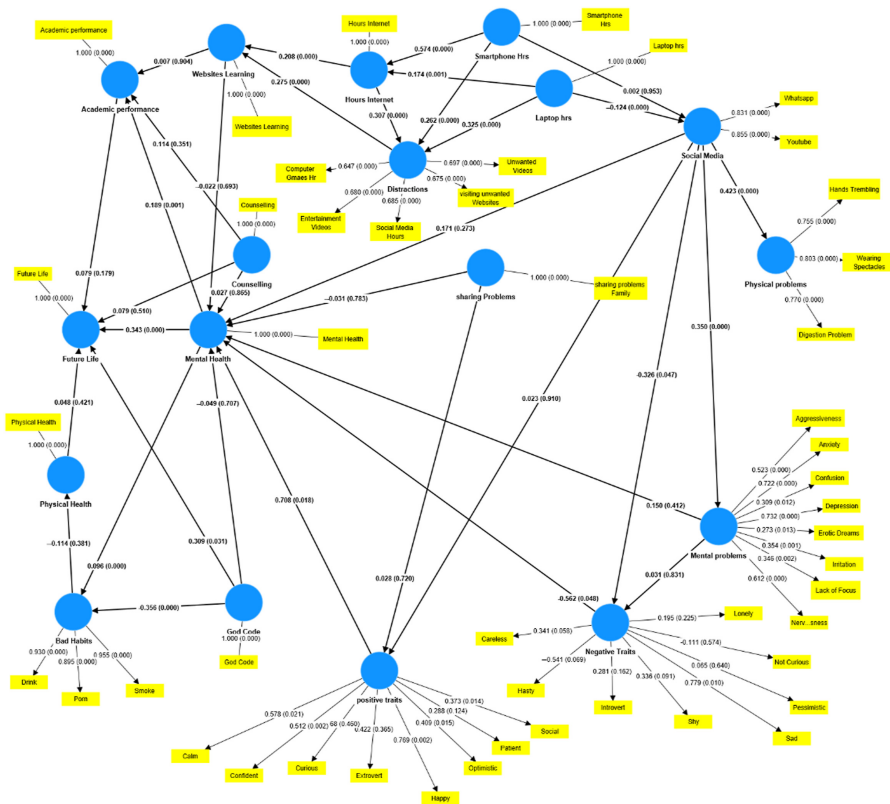 Academic performance
1.000 (0.000)
Academic performance
Websites Learning
1.000 (0.000)
Websites Learning
0.007 (0.904)
0.208 (0.000)
0.275 (0.000)
Hours Internet
1.000 (0.000)
Hours Internet
0.574 (0.000)
0.174 (0.001)
0.307 (0.000)
Smartphone
Hrs
1.000 (0.000)
Smartphone Hrs
Laptop hrs
1.000 (0.000)
Laptop hrs
0.002 (0.953)
−0.124 (0.000)
0.262 (0.000)
0.325 (0.000)
Whatsapp
0.831 (0.000)
0.855 (0.000)
Youtube
Social Media
0.114 (0.351)
−0.022 (0.693)
0.189 (0.001)
Computer
Gmaes Hr
0.647 (0.000)
0.697 (0.000)
Unwanted
Videos
0.675 (0.000)
visiting unwanted
Websites
Distractions
0.680 (0.000)
0.685 (0.000)
Entertainment
Videos
Social Media
Hours
0.171 (0.273)
0.423 (0.000)
Hands Trembling
0.755 (0.000)
0.803 (0.000)
Wearing
Spectacles
Physical problems
0.770 (0.000)
Digestion Problem
Counselling
1.000 (0.000)
Counselling
0.079 (0.179)
0.079 (0.510)
0.027 (0.865)
−0.031 (0.783)
sharing Problems
1.000 (0.000)
sharing problems
Family
Future Life
1.000 (0.000)
Future Life
0.343 (0.000)
Mental Health
1.000 (0.000)
Mental Health
0.350 (0.000)
-0.326 (0.047)
0.023 (0.910)
0.048 (0.421)
−0.049 (0.707)
Physical Health
1.000 (0.000)
Physical Health
0.708 (0.018)
0.150 (0.412)
Aggressiveness
Anxiety
Confusion
Depression
Erotic Dreams
Irritation
Lack of Focus
Nerv...sness
0.523 (0.000)
0.722 (0.000)
0.309 (0.012)
0.732 (0.000)
0.273 (0.013)
0.354 (0.001)
0.346 (0.002)
0.612 (0.000)
Mental problems
−0.114 (0.381)
0.309 (0.031)
0.096 (0.000)
0.028 (0.720)
0.031 (0.831)
-0.562 (0.048)
-0.356 (0.000)
God Code
1.000 (0.000)
God Code
Bad Habits
0.930 (0.000)
0.895 (0.000)
0.955 (0.000)
Drink
Porn
Smoke
Negative Traits
Careless
0.341 (0.058)
−0.541 (0.069)
0.281 (0.162)
0.336 (0.091)
0.195 (0.225)
-0.111 (0.574)
0.065 (0.640)
0.779 (0.010)
Lonely
Not Curious
Pessimistic
Sad
Shy
Introvert
Hasty
positive traits
0.578 (0.021)
0.512 (0.002)
68 (0.460)
0.422 (0.365)
0.769 (0.002)
0.409 (0.015)
0.288 (0.124)
0.373 (0.014)
Calm
Confident
Curious
Extrovert
Happy
Optimistic
Patient
Social